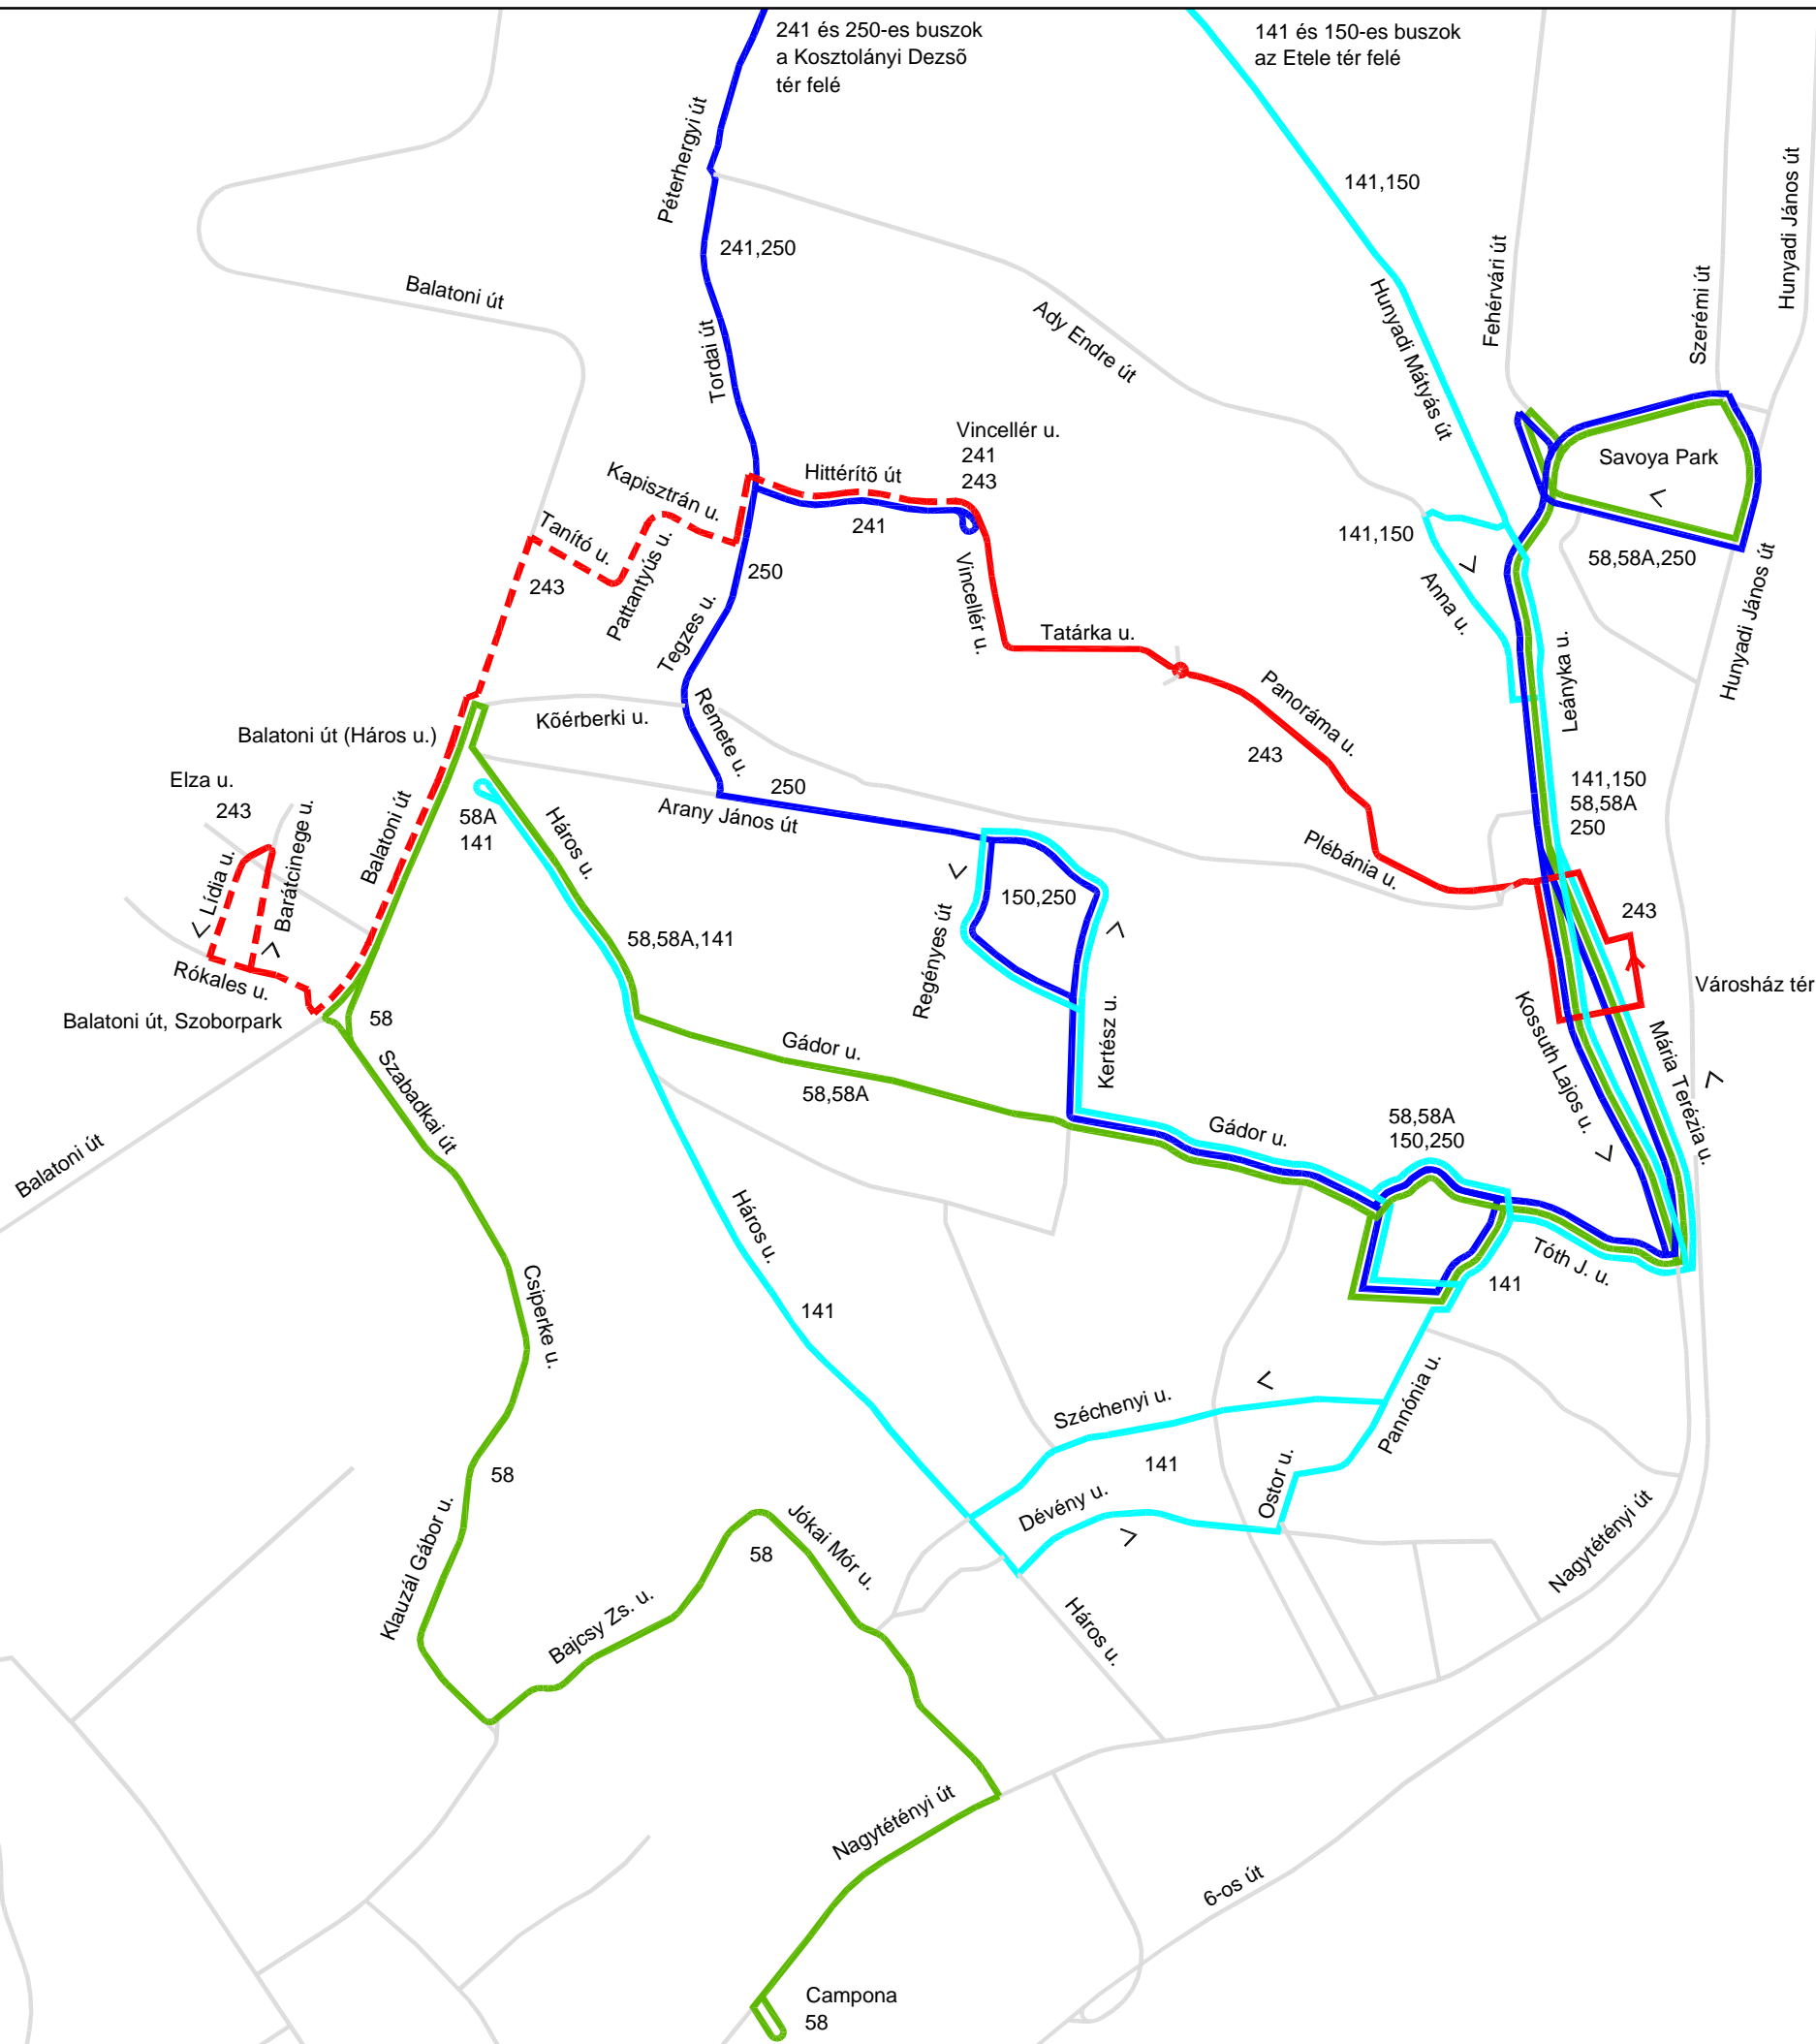 241 és 250-es buszok
a Kosztolányi Dezsõ
tér felé
141 és 150-es buszok
az Etele tér felé
Péterhergyi út
141,150
Hunyadi János út
241,250
Fehérvári út
Szerémi út
Balatoni út
Ady Endre út
Hunyadi Mátyás út
Tordai út
Vincellér u.
241
243
Hittérítõ út
Savoya Park
Kapisztrán u.
241
Tanító u.
141,150
58,58A,250
243
Pattantyús u.
250
Vincellér u.
Anna u.
Tegzes u.
Tatárka u.
Leányka u.
Hunyadi János út
Panoráma u.
Kõérberki u.
Remete u.
Balatoni út (Háros u.)
243
Elza u.
243
250
141,150
58,58A
250
Barátcinege u.
Balatoni út
58A
141
Háros u.
Arany János út
Plébánia u.
Lídia u.
150,250
243
58,58A,141
Regényes út
Rókales u.
Városház tér
Balatoni út, Szoborpark
58
Gádor u.
Kertész u.
Kossuth Lajos u.
Mária Terézia u.
Szabadkai út
58,58A
Gádor u.
58,58A
150,250
Balatoni út
Háros u.
Tóth J. u.
141
Csiperke u.
141
Pannónia u.
Széchenyi u.
141
58
Ostor u.
Dévény u.
Klauzál Gábor u.
Jókai Mór u.
58
Nagytétényi út
Bajcsy Zs. u.
Háros u.
Nagytétényi út
6-os út
Campona
58